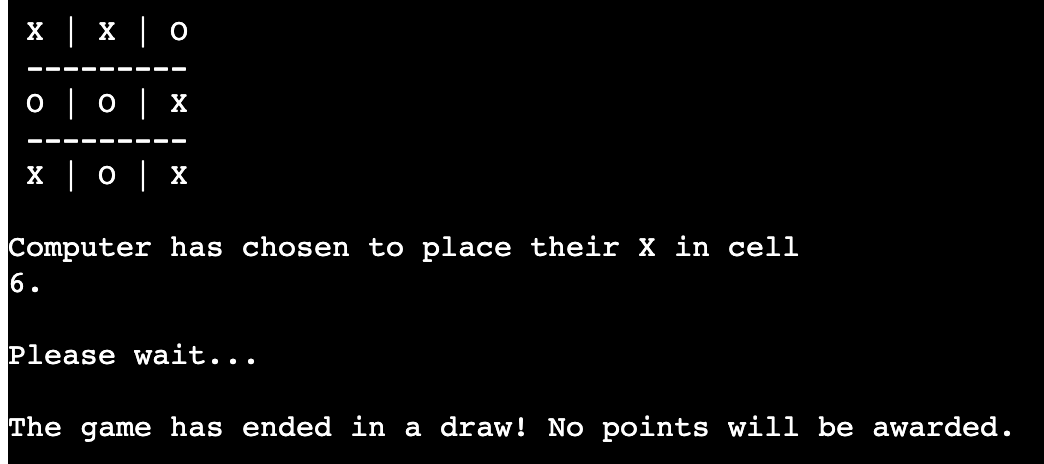 X | X | O
---------
O | O | X
---------
X | O | X
Computer has chosen to place their X in cell
6.
Please wait...
The game has ended in a draw! No points will be awarded.